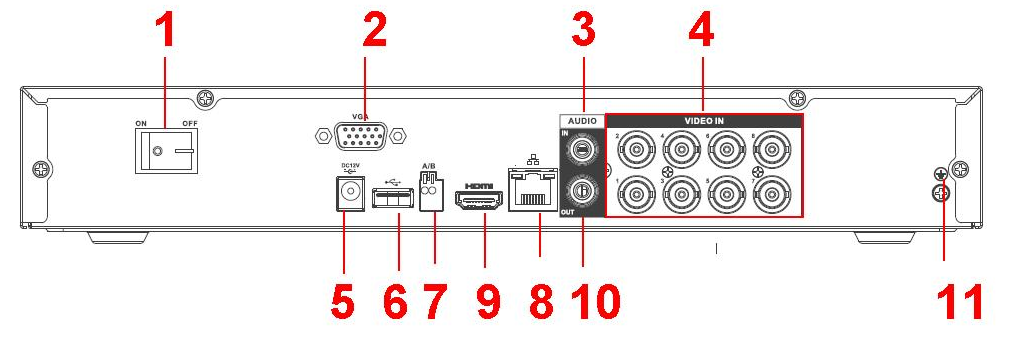 1 2 3 4
VGA
ON OFF
AUDIO VIDEO IN
IN
2 4 6 8
DC12V A/B
HDMI
1 3 5 7
OUT
5 6 7 9 8 10 11